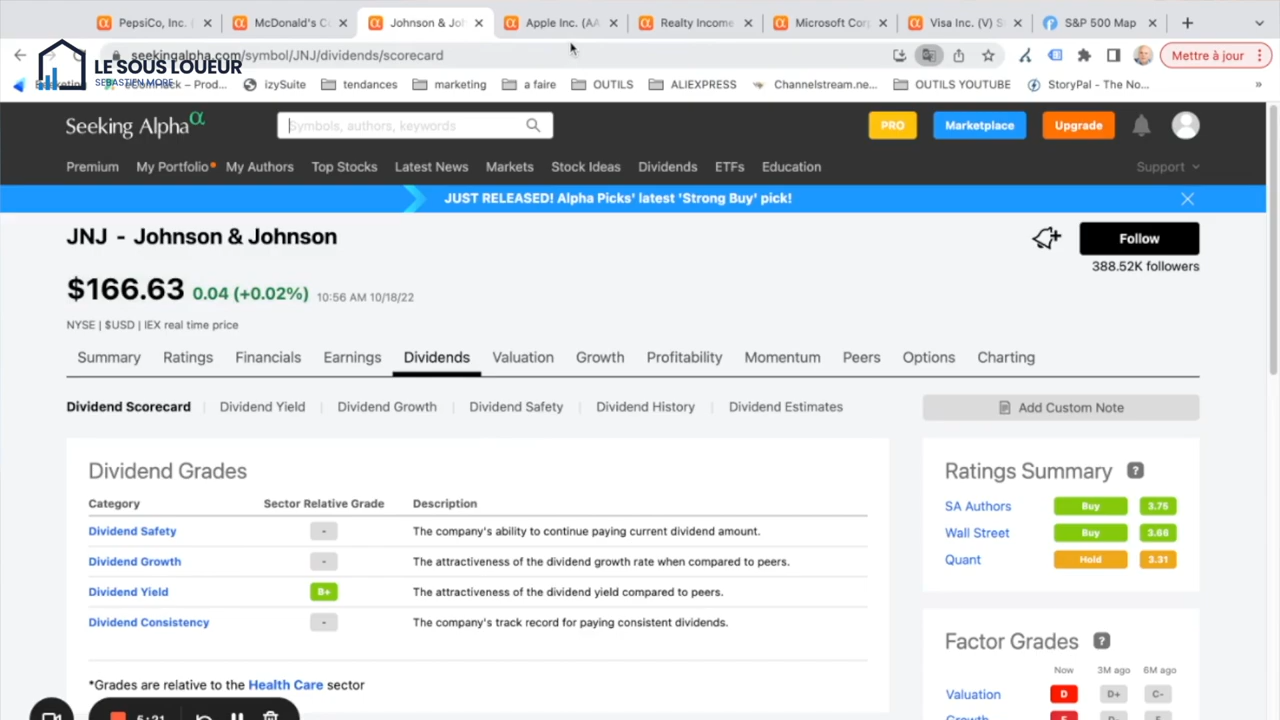 PepsiCo, Inc. (
McDonald's C
Johnson & Joh
Apple Inc. (AA
Realty Income
Microsoft Corp
Visa Inc. (V) S
S&P 500 Map
seekingalpha.com/symbol/JNJ/dividends/scorecard
Mettre à jour
LE SOUS LOUEUR
SEBASTIEN MORE
izySuite
tendances
marketing
a faire
OUTILS
ALIEXPRESS
Channelstream.ne...
OUTILS YOUTUBE
StoryPal - The No...
»
Seeking Alpha α
Symbols, authors, keywords
PRO
Marketplace
Upgrade
Premium
My Portfolio
My Authors
Top Stocks
Latest News
Markets
Stock Ideas
Dividends
ETFs
Education
Support
JUST RELEASED! Alpha Picks' latest 'Strong Buy' pick!
JNJ - Johnson & Johnson
Follow
388.52K followers
$166.63 0.04 (+0.02%) 10:56 AM 10/18/22
NYSE | $USD | IEX real time price
Summary
Ratings
Financials
Earnings
Dividends
Valuation
Growth
Profitability
Momentum
Peers
Options
Charting
Dividend Scorecard
Dividend Yield
Dividend Growth
Dividend Safety
Dividend History
Dividend Estimates
Add Custom Note
Dividend Grades
Category Sector Relative Grade Description
Dividend Safety - The company's ability to continue paying current dividend amount.
Dividend Growth - The attractiveness of the dividend growth rate when compared to peers.
Dividend Yield B+ The attractiveness of the dividend yield compared to peers.
Dividend Consistency - The company's track record for paying consistent dividends.
*Grades are relative to the Health Care sector
Ratings Summary ?
SA Authors Buy 3.75
Wall Street Buy 3.66
Quant Hold 3.31
Factor Grades ?
Now 3M ago 6M ago
Valuation D D+ C-